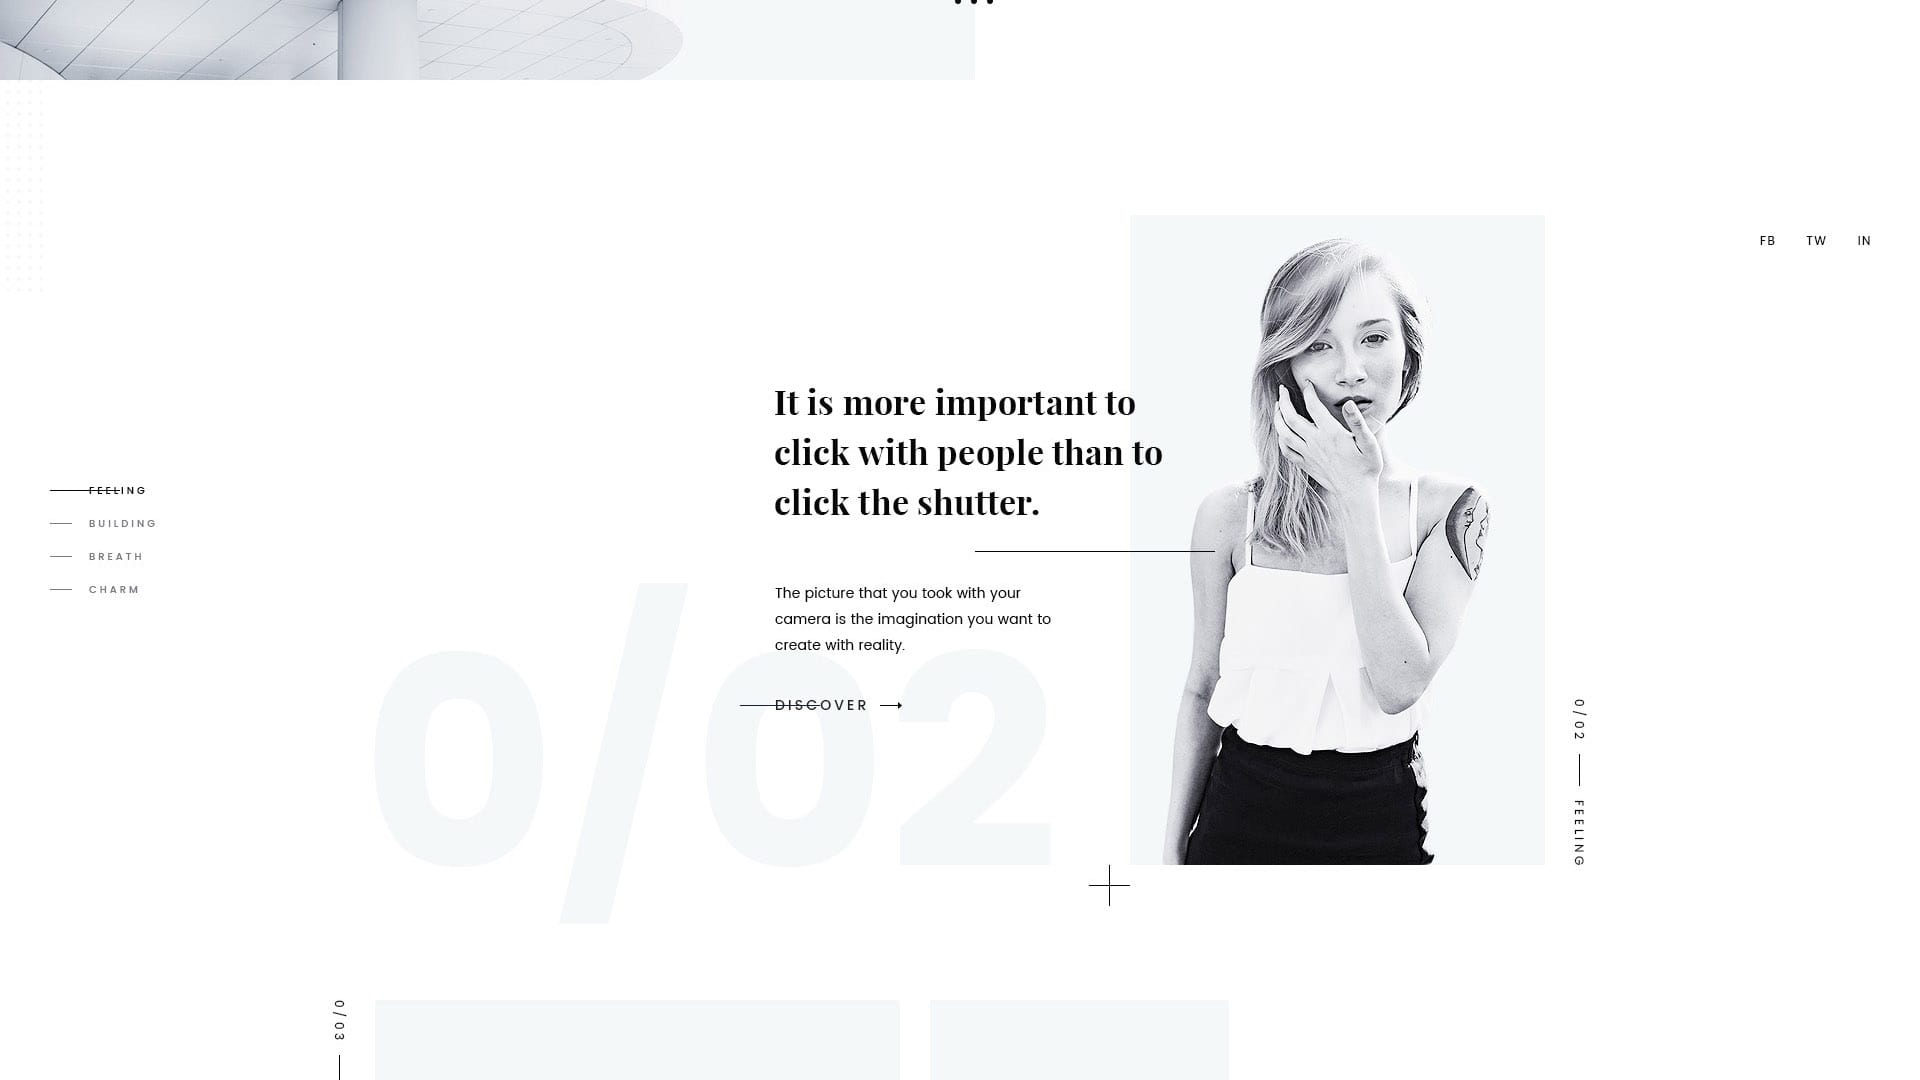 FB TW IN
It is more important to
click with people than to
click the shutter.
FEELING
BUILDING
BREATH
CHARM
The picture that you took with your
camera is the imagination you want to
create with reality.
DISCOVER
0/02
0/02 FEELING
0/03